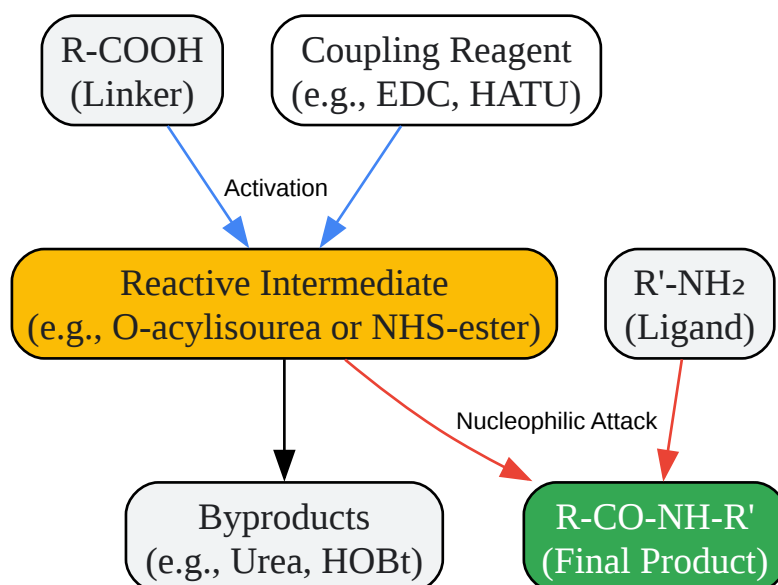 R-COOH
(Linker)
Coupling Reagent
(e.g., EDC, HATU)
Activation
Reactive Intermediate
(e.g., O-acylisourea or NHS-ester)
R'-NH₂
(Ligand)
Nucleophilic Attack
Byproducts
(e.g., Urea, HOBt)
R-CO-NH-R'
(Final Product)